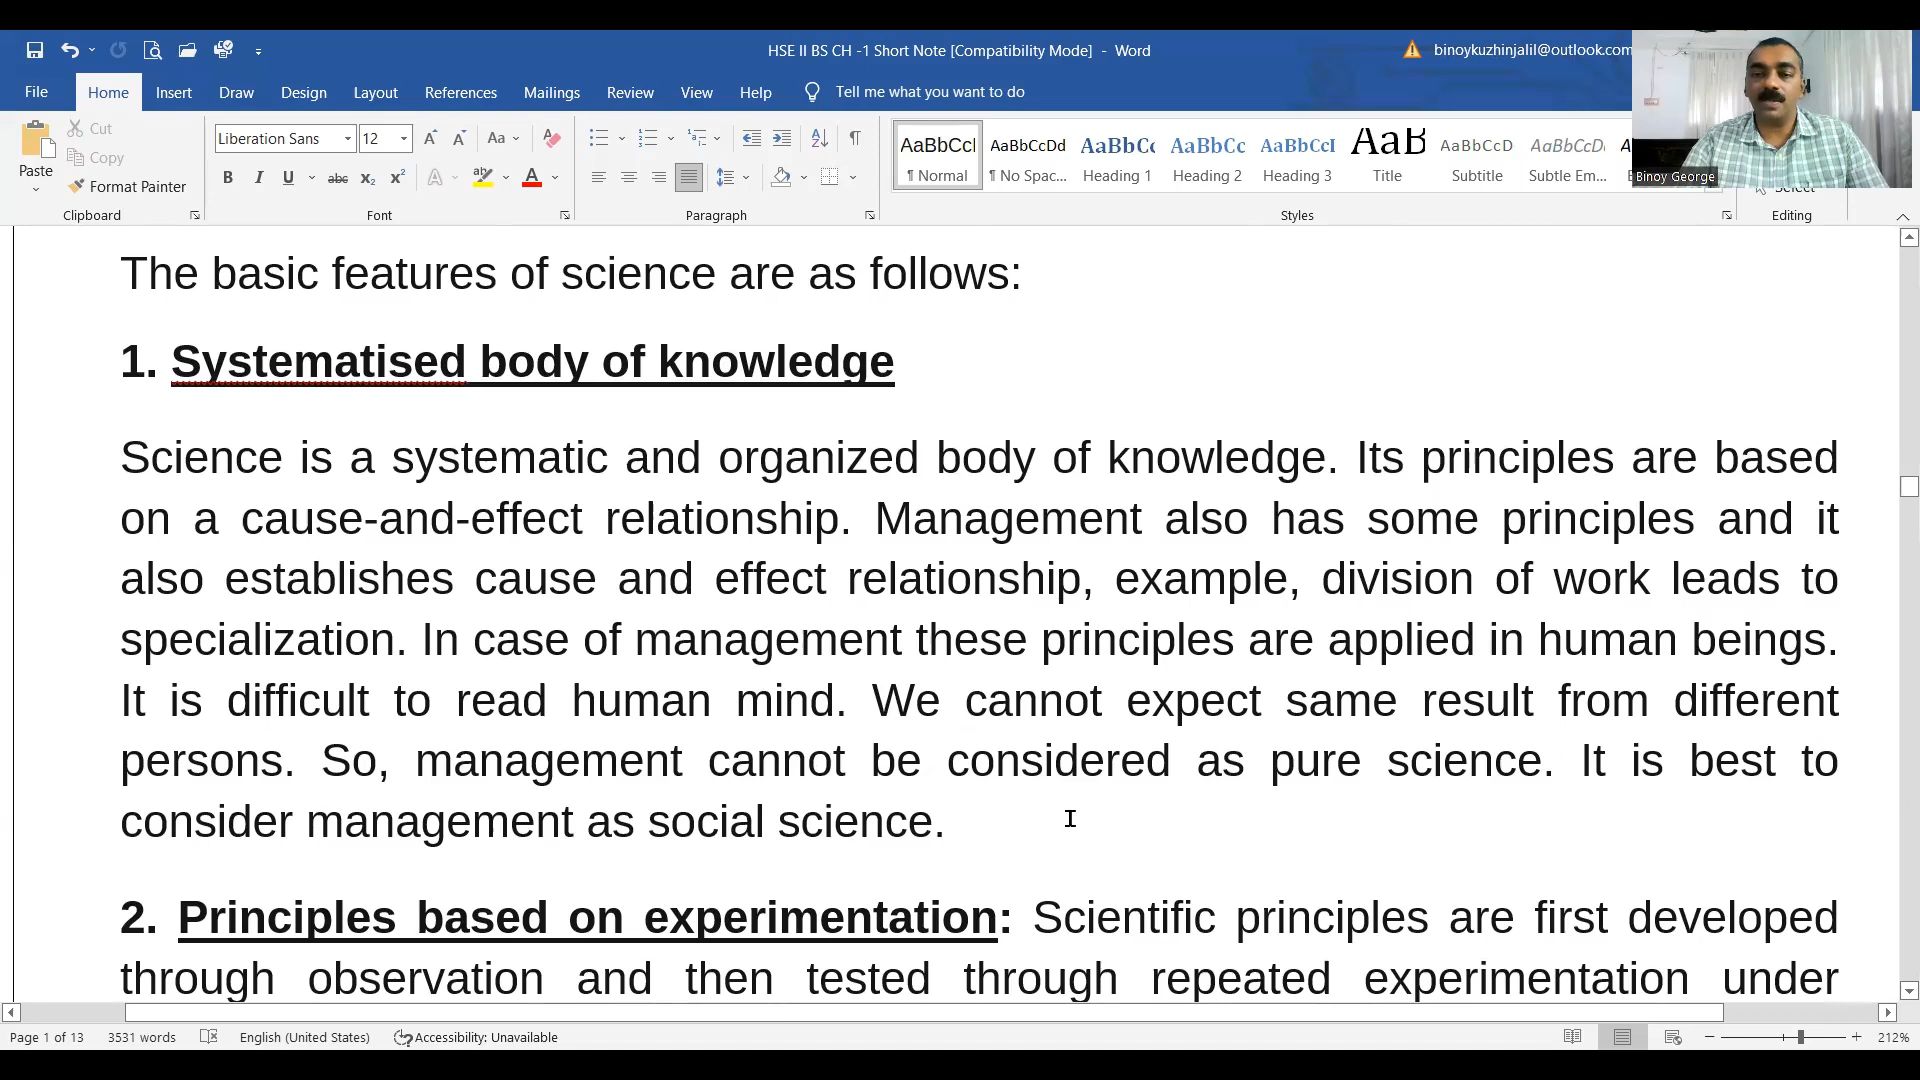 HSE II BS CH -1 Short Note [Compatibility Mode] - Word
binoykuzhinjalil@outlook.com
File Home Insert Draw Design Layout References Mailings Review View Help Tell me what you want to do
Paste
Cut
Copy
Format Painter
Clipboard
Liberation Sans 12
Font
Paragraph
AaBbCcI AaBbCcDd AaBbCc AaBbCc AaBbCcI AaB AaBbCcD AaBbCcD
¶ Normal ¶ No Spac... Heading 1 Heading 2 Heading 3 Title Subtitle Subtle Em...
Styles
Binoy George
Select
Editing
The basic features of science are as follows:
1. Systematised body of knowledge
Science is a systematic and organized body of knowledge. Its principles are based
on a cause-and-effect relationship. Management also has some principles and it
also establishes cause and effect relationship, example, division of work leads to
specialization. In case of management these principles are applied in human beings.
It is difficult to read human mind. We cannot expect same result from different
persons. So, management cannot be considered as pure science. It is best to
consider management as social science.
2. Principles based on experimentation: Scientific principles are first developed
through observation and then tested through repeated experimentation under
Page 1 of 13 3531 words English (United States) Accessibility: Unavailable 212%